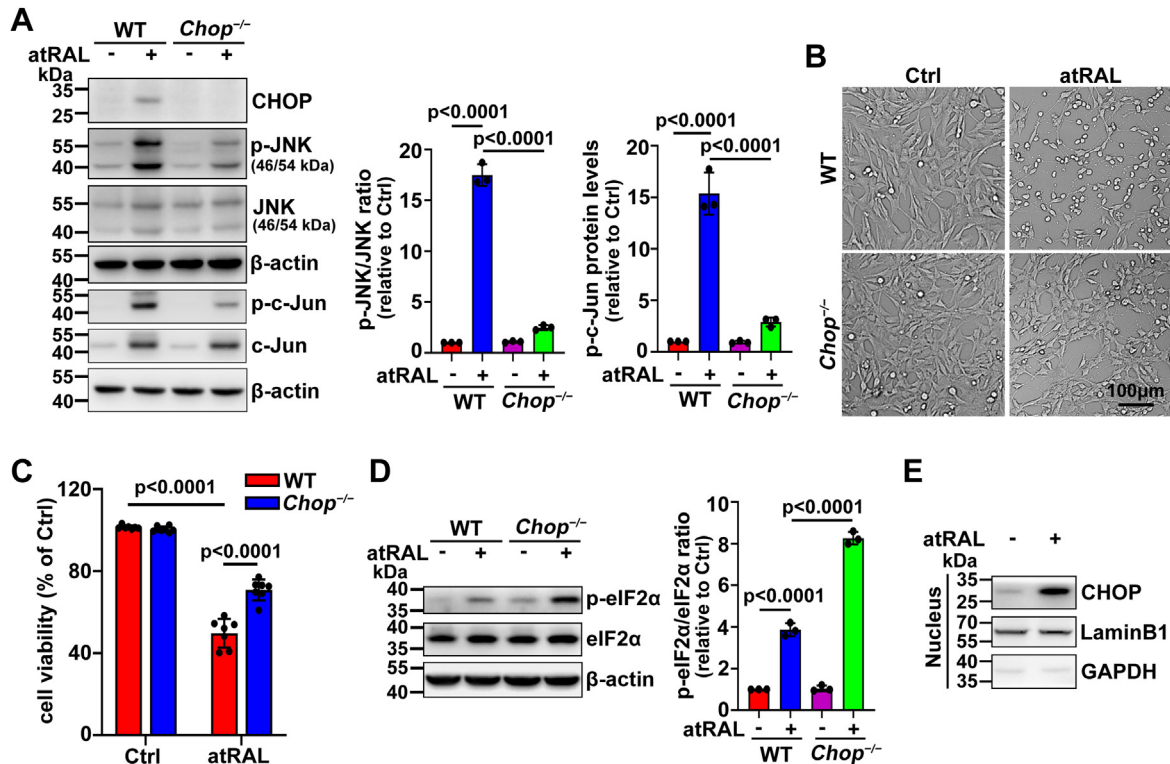 A
WT Chop⁻/⁻
atRAL - + - +
kDa
35
25
CHOP
55
40
p-JNK
(46/54 kDa)
55
40
JNK
(46/54 kDa)
55
40
β-actin
55
40
p-c-Jun
55
40
c-Jun
55
40
β-actin
p-JNK/JNK ratio
(relative to Ctrl)
20
15
10
5
0
p<0.0001
p<0.0001
atRAL - + - +
WT Chop⁻/⁻
p-c-Jun protein levels
(relative to Ctrl)
20
15
10
5
0
p<0.0001
p<0.0001
atRAL - + - +
WT Chop⁻/⁻
B
Ctrl atRAL
WT
Chop⁻/⁻
100μm
C
WT
Chop⁻/⁻
cell viability (% of Ctrl)
120
80
40
0
p<0.0001
p<0.0001
Ctrl atRAL
D
WT Chop⁻/⁻
atRAL - + - +
kDa
40
35
p-eIF2α
40
35
eIF2α
55
40
β-actin
p-eIF2α/eIF2α ratio
(relative to Ctrl)
8
6
4
2
0
p<0.0001
p<0.0001
atRAL - + - +
WT Chop⁻/⁻
E
atRAL - +
kDa
Nucleus
35
25
CHOP
70
55
LaminB1
40
35
GAPDH